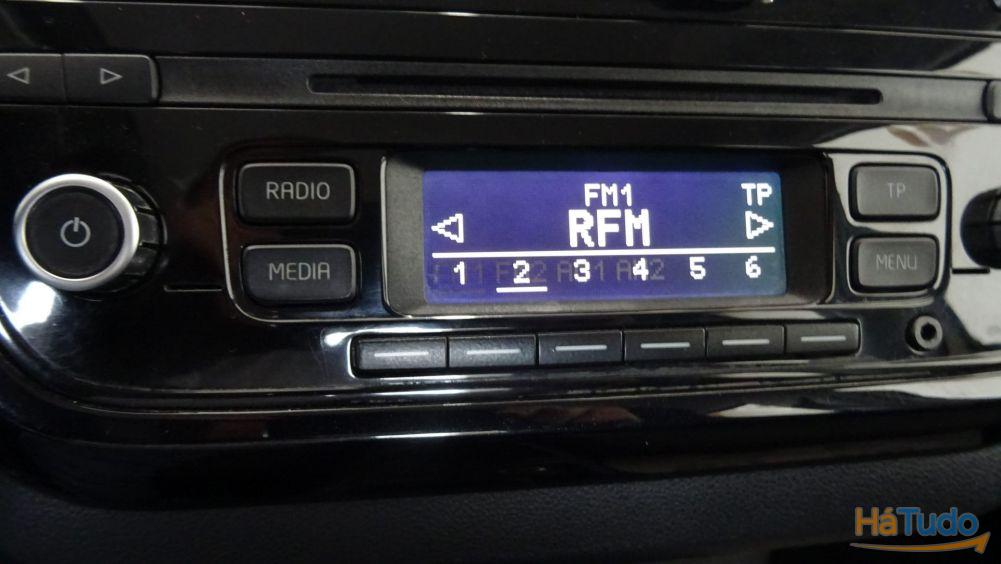 RADIO
MEDIA
FM1
TP
RFM
1 2 3 4 5 6
TP
MENU
HáTudo